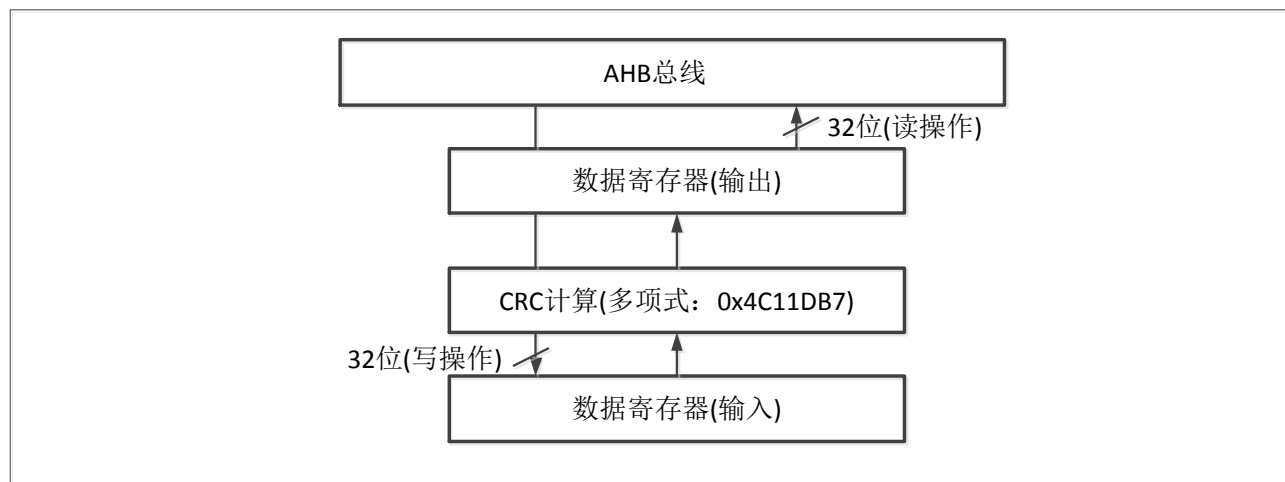 AHB总线
32位(读操作)
数据寄存器(输出)
CRC计算(多项式：0x4C11DB7)
32位(写操作)
数据寄存器(输入)